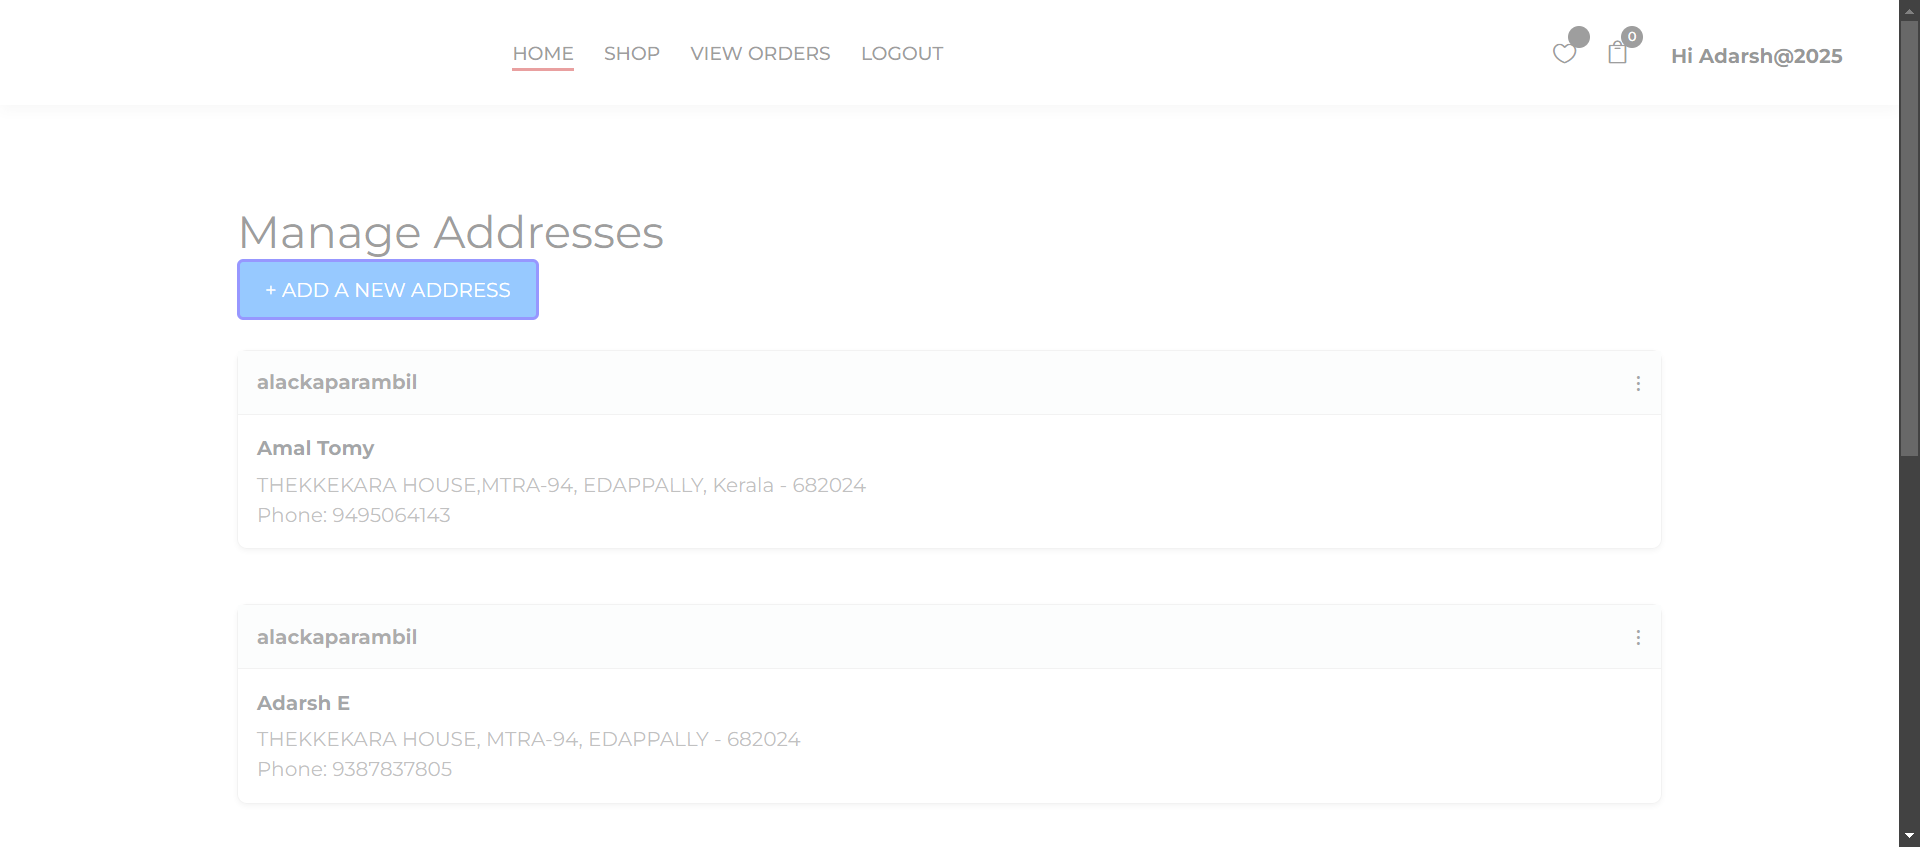 HOME SHOP VIEW ORDERS LOGOUT 0 Hi Adarsh@2025
Manage Addresses
+ ADD A NEW ADDRESS
alackaparambil
Amal Tomy
THEKKEKARA HOUSE,MTRA-94, EDAPPALLY, Kerala - 682024
Phone: 9495064143
alackaparambil
Adarsh E
THEKKEKARA HOUSE, MTRA-94, EDAPPALLY - 682024
Phone: 9387837805